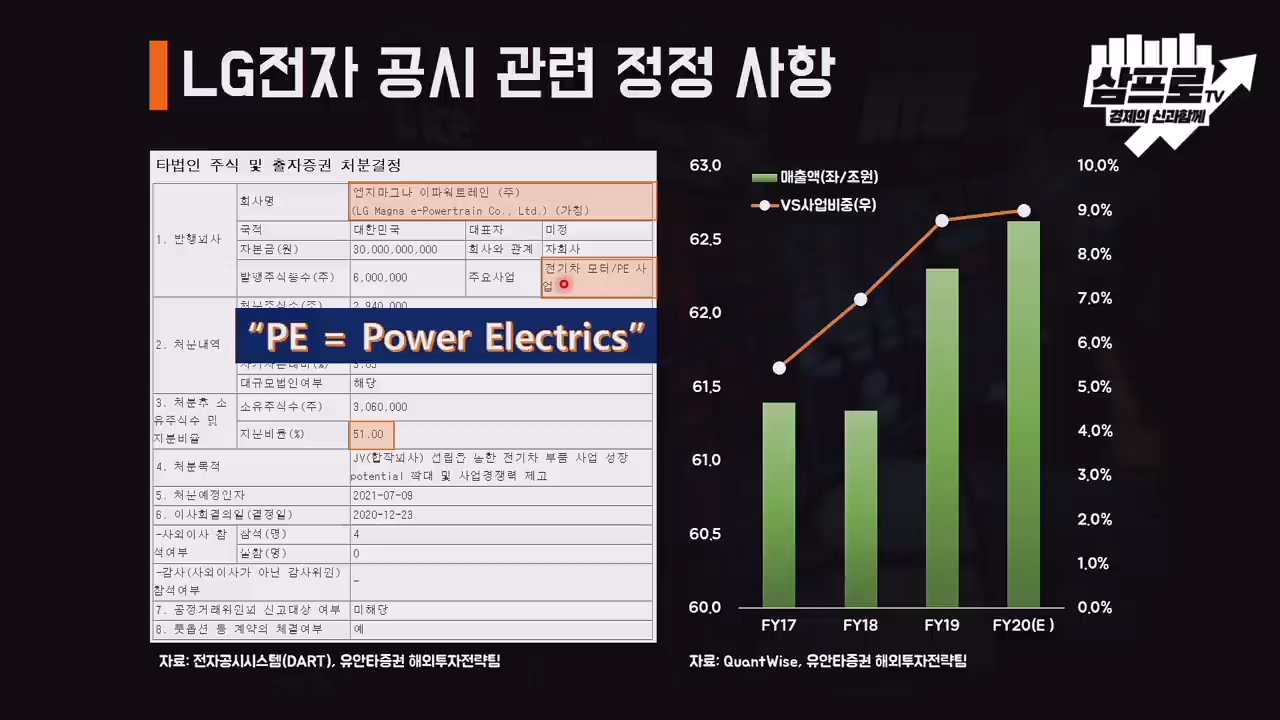 LG전자 공시 관련 정정 사항
삼프로TV
경제의 신과함께
타법인 주식 및 출자증권 처분결정
1. 발행회사
회사명
엔지마그나 이파워트레인 (주)
(LG Magna e-Powertrain Co., Ltd.) (가칭)
국적 대한민국 대표자 미정
자본금(원) 30,000,000,000 회사와 관계 자회사
발행주식총수(주) 6,000,000 주요사업 전기차 모터/PE 사
업
2. 처분내역
처분주식수(주) 2,940,000
“PE = Power Electrics”
자기자본대비(%)
대규모법인여부 해당
3. 처분후 소
유주식수 및
지분비율
소유주식수(주) 3,060,000
지분비율(%) 51.00
4. 처분목적
JV(합작회사) 설립을 통한 전기차 부품 사업 성장
potential 확대 및 사업경쟁력 제고
5. 처분예정일자 2021-07-09
6. 이사회결의일(결정일) 2020-12-23
-사외이사 참
석여부
참석(명) 4
불참(명) 0
-감사(사외이사가 아닌 감사위원)
참석여부
-
7. 공정거래위원회 신고대상 여부 미해당
8. 풋옵션 등 계약의 체결여부 예
자료: 전자공시시스템(DART), 유안타증권 해외투자전략팀
매출액(좌/조원)
VS사업비중(우)
63.0
62.5
62.0
61.5
61.0
60.5
60.0
10.0%
9.0%
8.0%
7.0%
6.0%
5.0%
4.0%
3.0%
2.0%
1.0%
0.0%
FY17 FY18 FY19 FY20(E )
자료: QuantWise, 유안타증권 해외투자전략팀